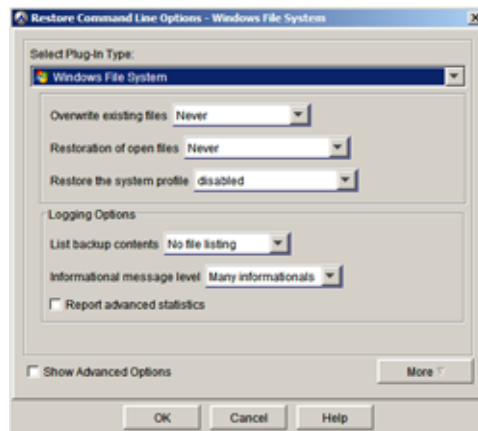 Restore Command Line Options - Windows File System
Select Plug-In Type:
Windows File System
Overwrite existing files Never
Restoration of open files Never
Restore the system profile disabled
Logging Options
List backup contents No file listing
Informational message level Many informationals
Report advanced statistics
Show Advanced Options More
OK Cancel Help